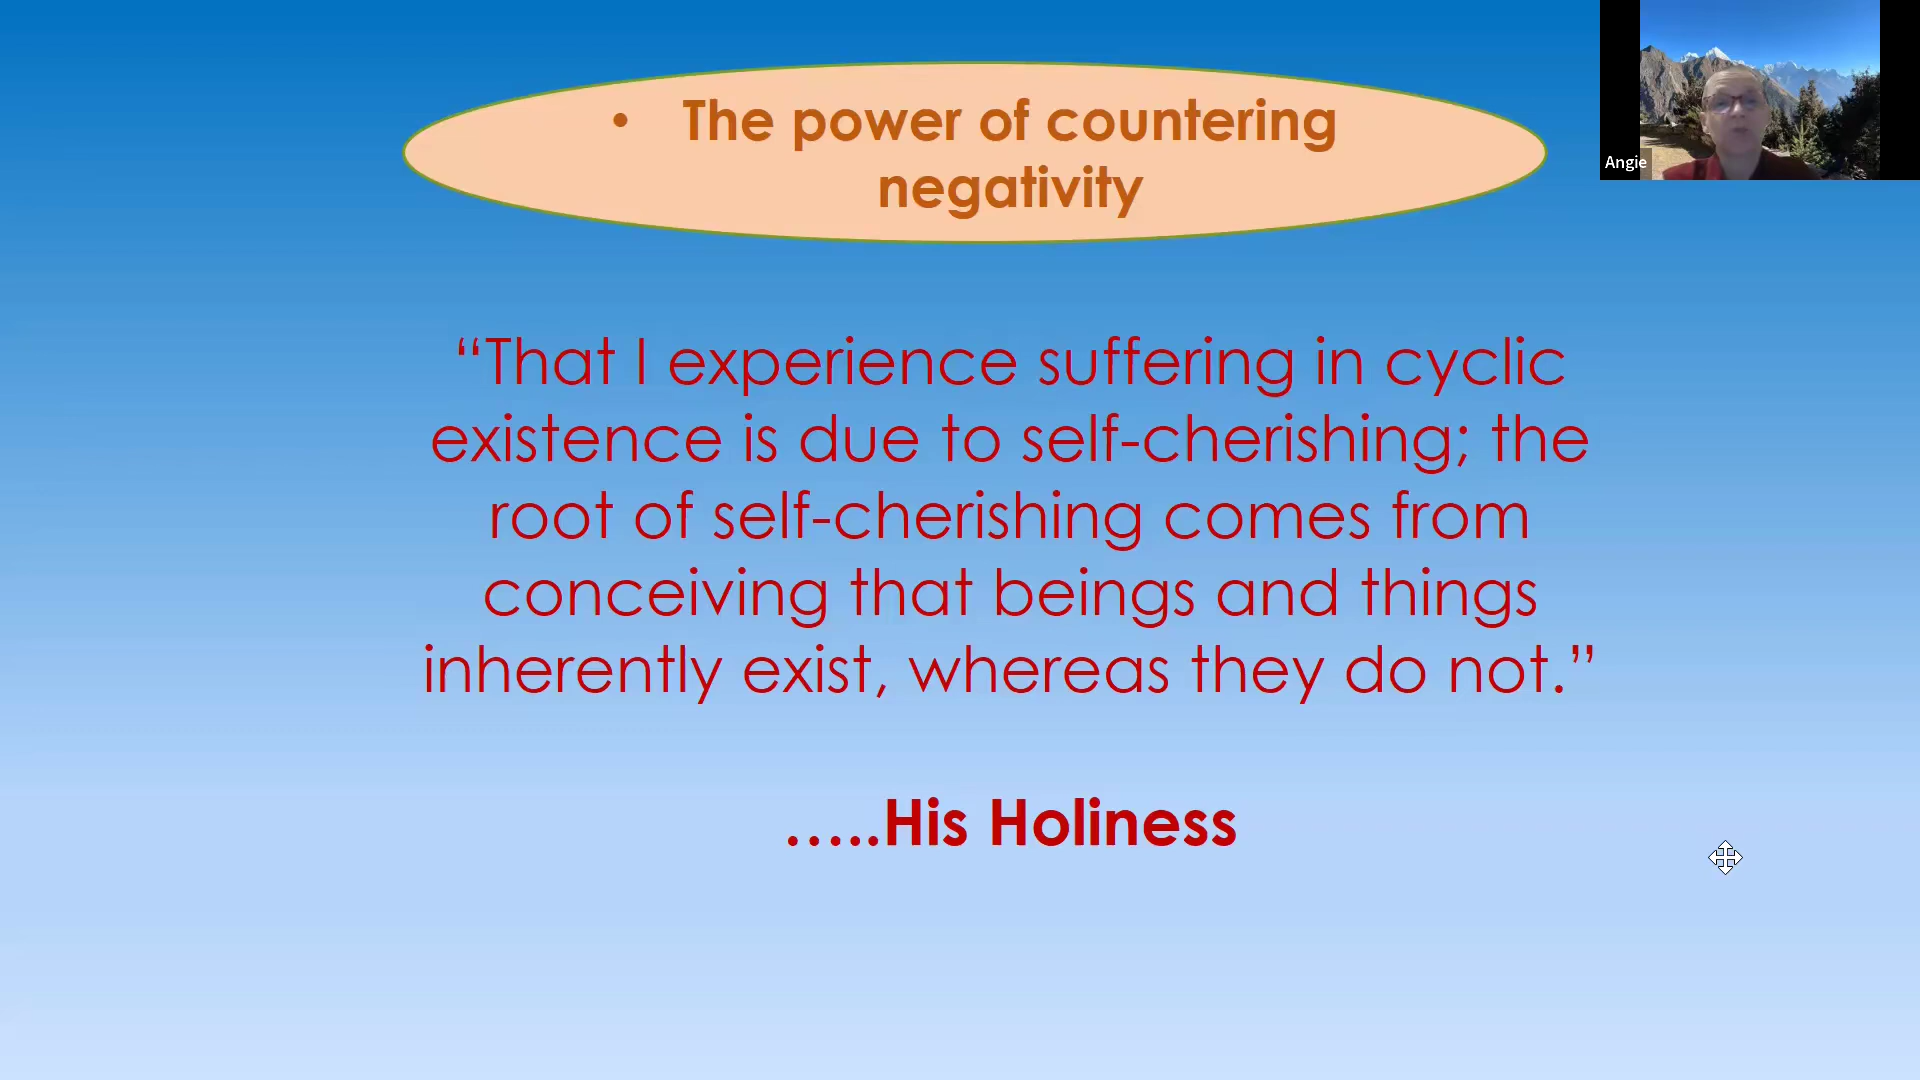 • The power of countering
negativity
Angie
“That I experience suffering in cyclic
existence is due to self-cherishing; the
root of self-cherishing comes from
conceiving that beings and things
inherently exist, whereas they do not.”
…..His Holiness